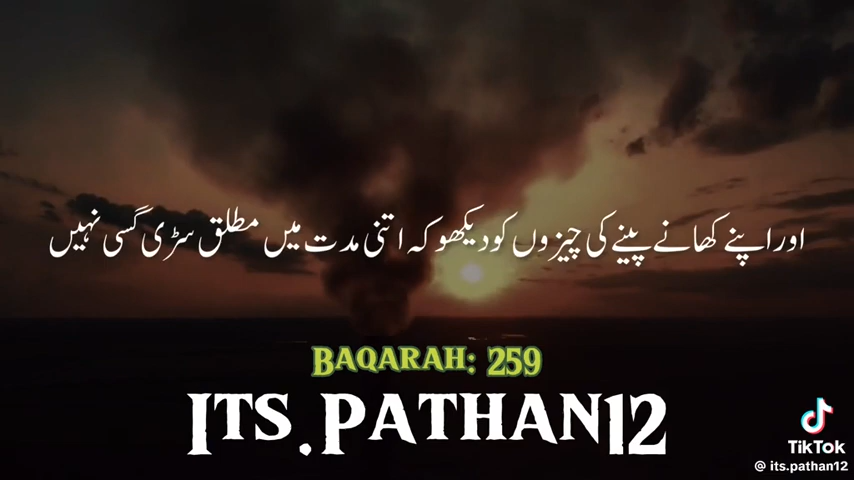 اور اپنے کھانے پینے کی چیزوں کو دیکھو کہ اتنی مدت میں مطلق سڑی گسی نہیں
BAQARAH: 259
ITS.PATHAN12
TikTok
@its.pathan12